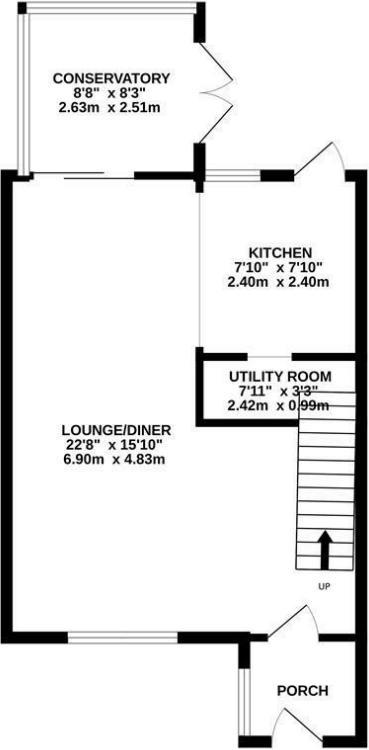 CONSERVATORY
8'8" x 8'3"
2.63m x 2.51m
KITCHEN
7'10" x 7'10"
2.40m x 2.40m
UTILITY ROOM
7'11" x 3'3"
2.42m x 0.99m
LOUNGE/DINER
22'8" x 15'10"
6.90m x 4.83m
UP
PORCH